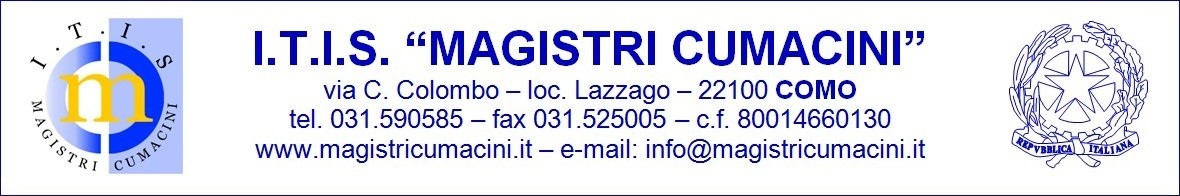 I.T.I.S.
MAGISTRI CUMACINI
m
I.T.I.S. “MAGISTRI CUMACINI”
via C. Colombo – loc. Lazzago – 22100 COMO
tel. 031.590585 – fax 031.525005 – c.f. 80014660130
www.magistricumacini.it – e-mail: info@magistricumacini.it
REPVBBLICA ITALIANA